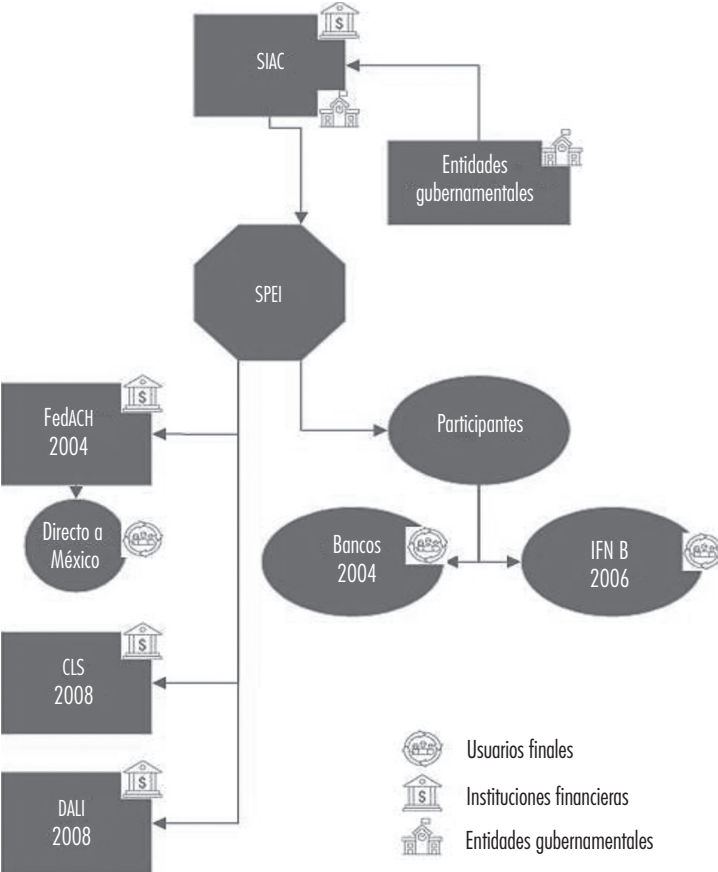 SIAC
Entidades
gubernamentales
SPEI
FedACH
2004
Participantes
Directo a
México
Bancos
2004
IFN B
2006
CLS
2008
DALI
2008
Usuarios finales
Instituciones financieras
Entidades gubernamentales